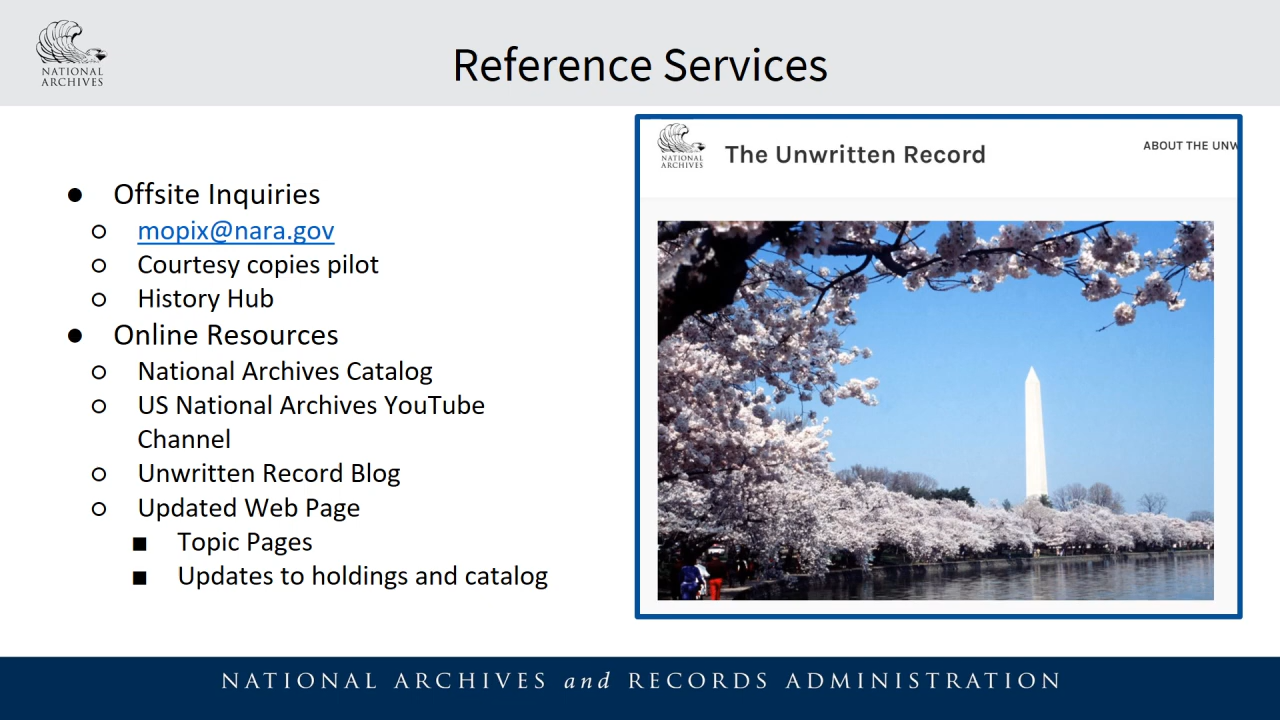 NATIONAL
ARCHIVES
Reference Services
● Offsite Inquiries
○ mopix@nara.gov
○ Courtesy copies pilot
○ History Hub
● Online Resources
○ National Archives Catalog
○ US National Archives YouTube
Channel
○ Unwritten Record Blog
○ Updated Web Page
■ Topic Pages
■ Updates to holdings and catalog
NATIONAL
ARCHIVES
The Unwritten Record
ABOUT THE UNW
NATIONAL ARCHIVES and RECORDS ADMINISTRATION